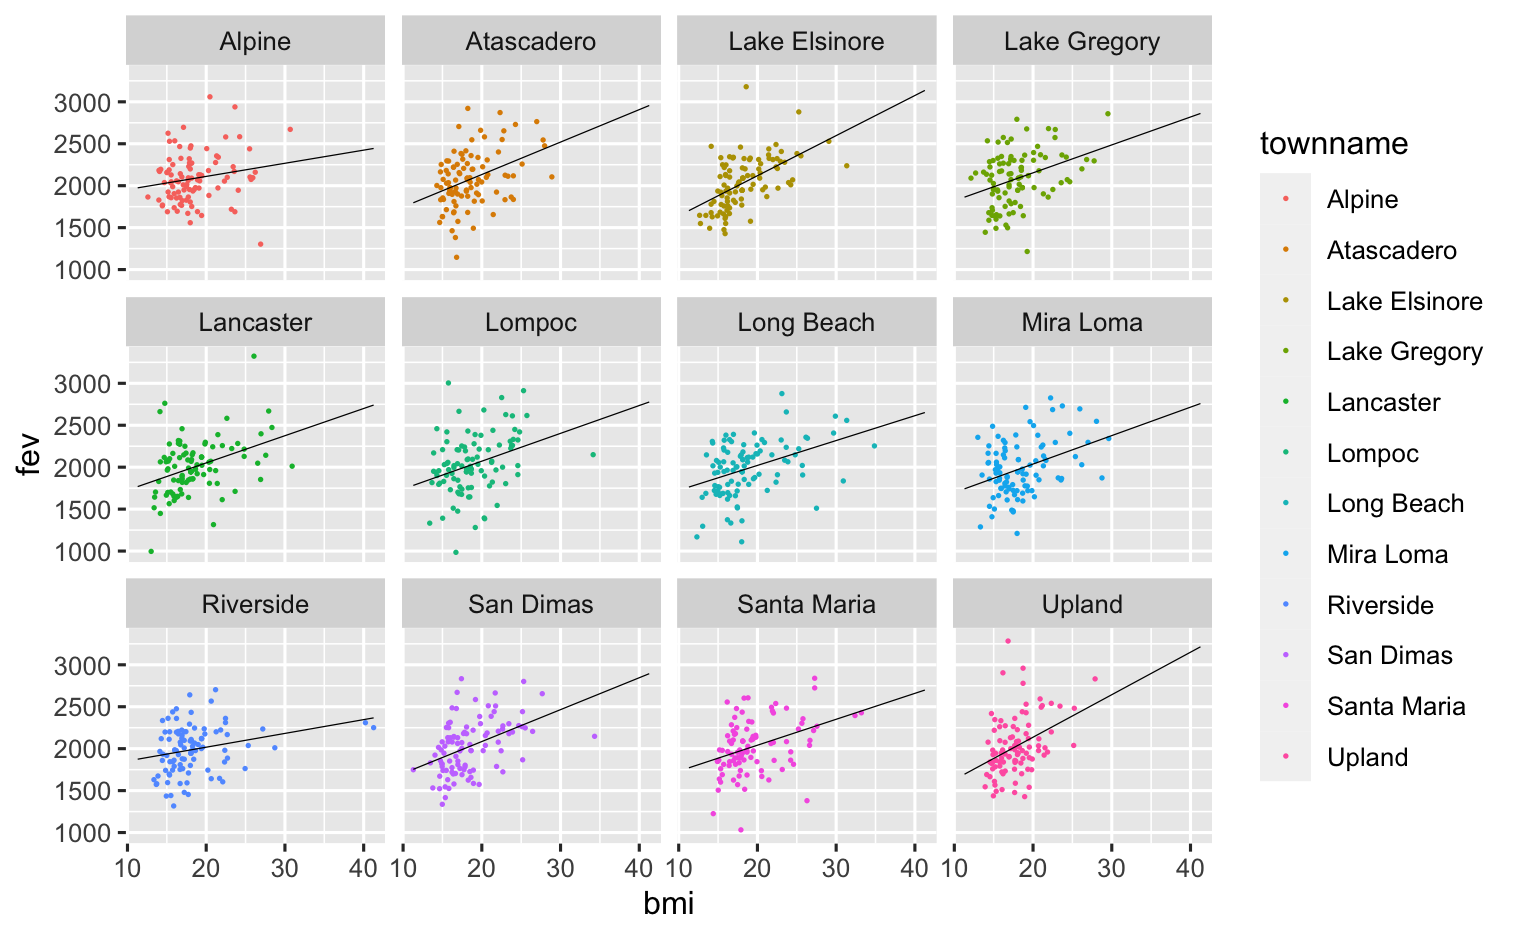 Alpine Atascadero Lake Elsinore Lake Gregory
3000
2500
2000
1500
1000
Lancaster Lompoc Long Beach Mira Loma
3000
2500
2000
1500
1000
Riverside San Dimas Santa Maria Upland
3000
2500
2000
1500
1000
10 20 30 40 10 20 30 40 10 20 30 40 10 20 30 40
bmi
fev
townname
Alpine
Atascadero
Lake Elsinore
Lake Gregory
Lancaster
Lompoc
Long Beach
Mira Loma
Riverside
San Dimas
Santa Maria
Upland